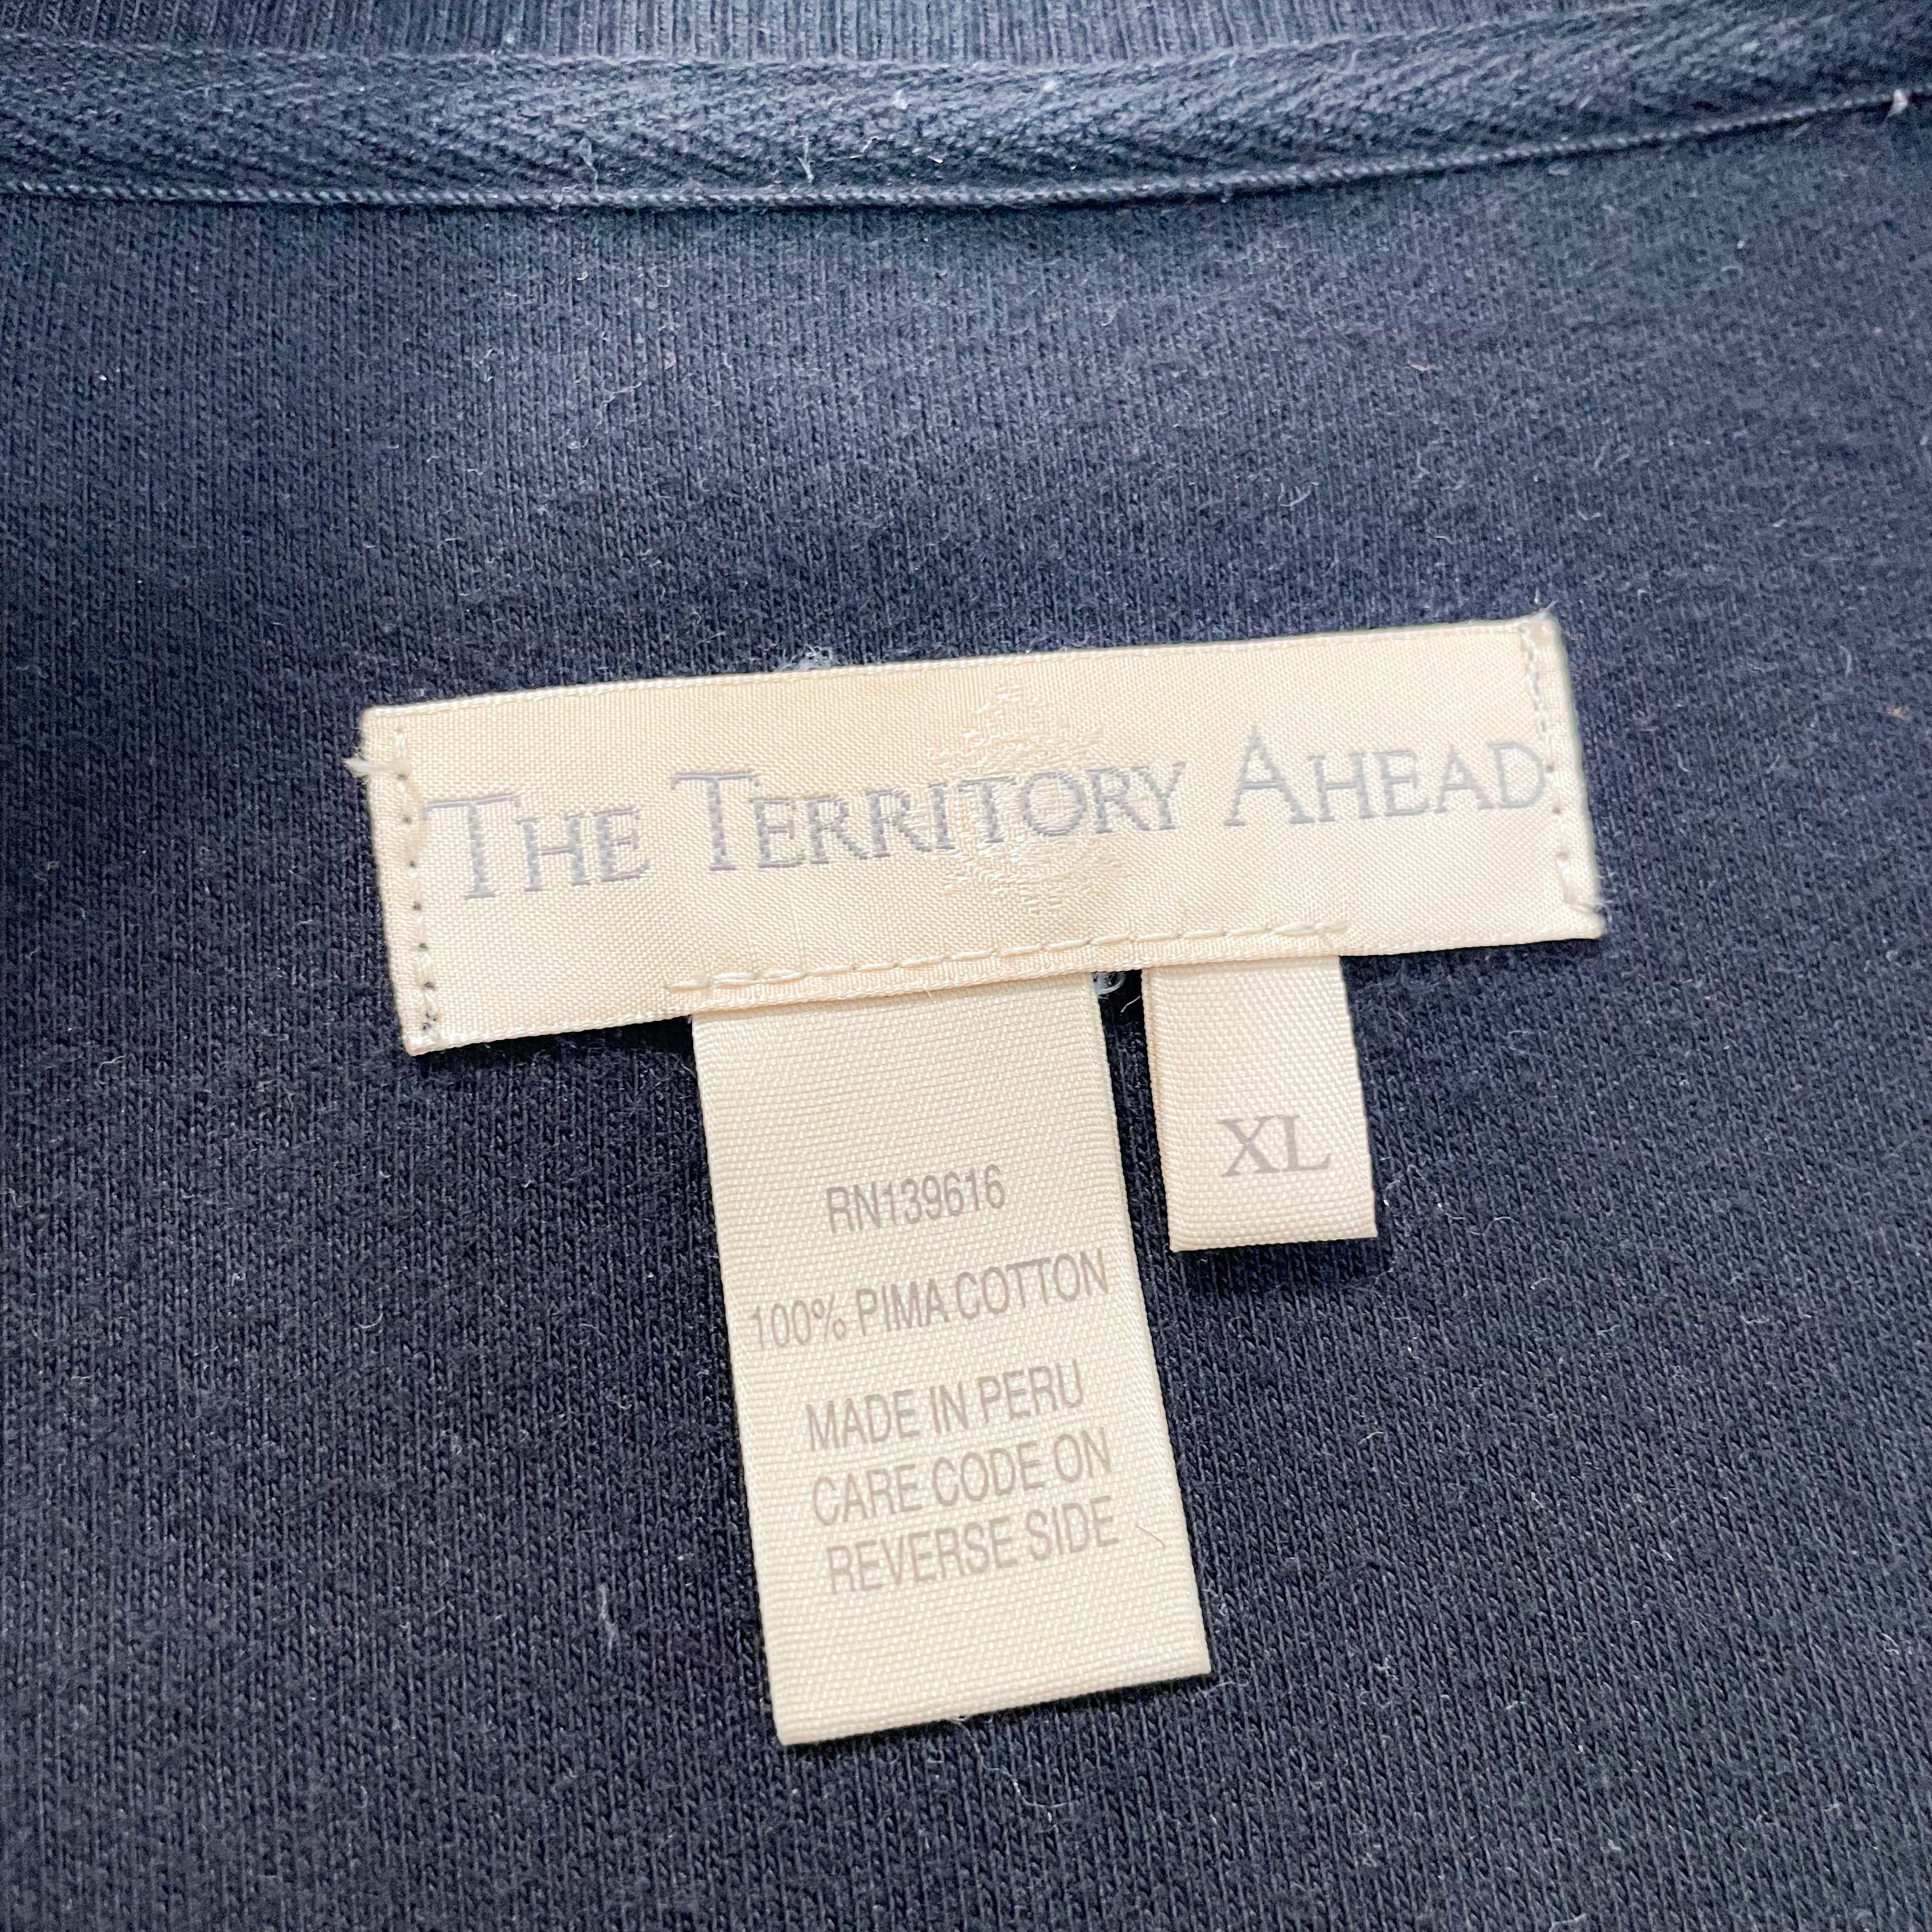 THE TERRITORY AHEAD
XL
RN139616
100% PIMA COTTON
MADE IN PERU
CARE CODE ON
REVERSE SIDE